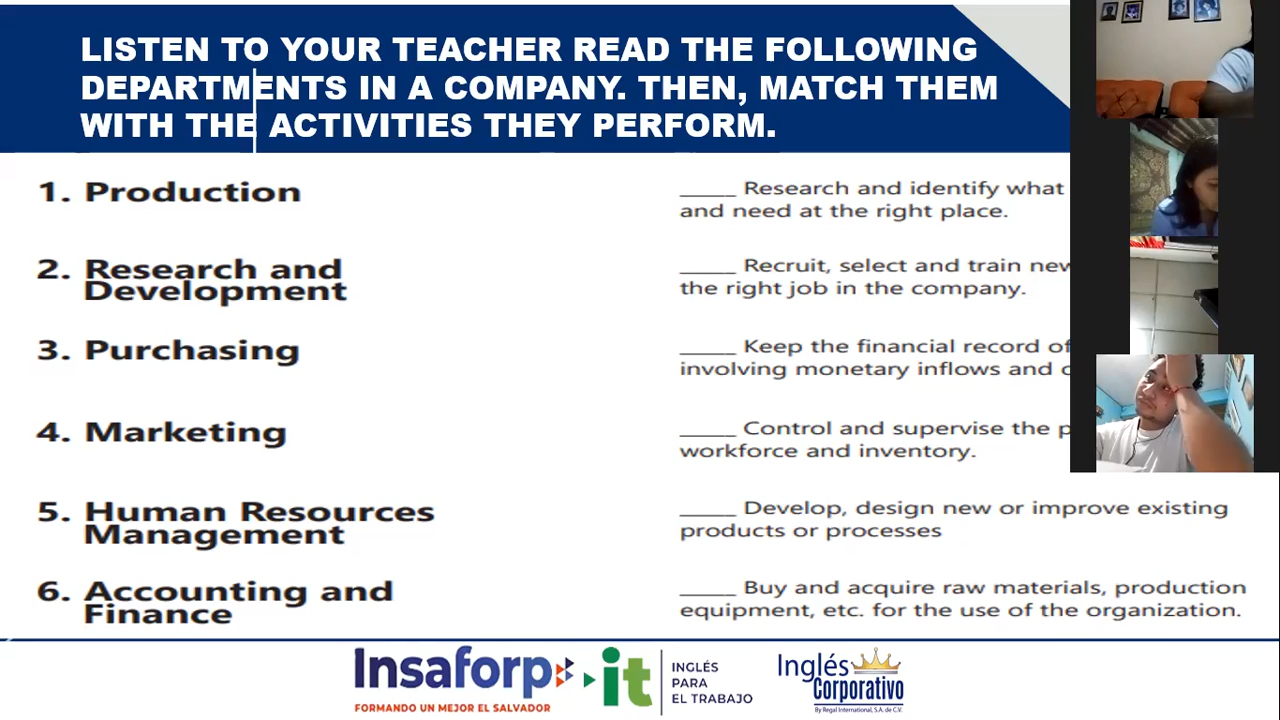 LISTEN TO YOUR TEACHER READ THE FOLLOWING
DEPARTMENTS IN A COMPANY. THEN, MATCH THEM
WITH THE ACTIVITIES THEY PERFORM.
1. Production
2. Research and
Development
3. Purchasing
4. Marketing
5. Human Resources
Management
6. Accounting and
Finance
_____ Research and identify what
and need at the right place.
_____ Recruit, select and train new
the right job in the company.
_____ Keep the financial record of
involving monetary inflows and
_____ Control and supervise the
workforce and inventory.
_____ Develop, design new or improve existing
products or processes
_____ Buy and acquire raw materials, production
equipment, etc. for the use of the organization.
Insaforp
FORMANDO UN MEJOR EL SALVADOR
it
INGLÉS
PARA
EL TRABAJO
Inglés
Corporativo
By Regal International, S.A. de C.V.